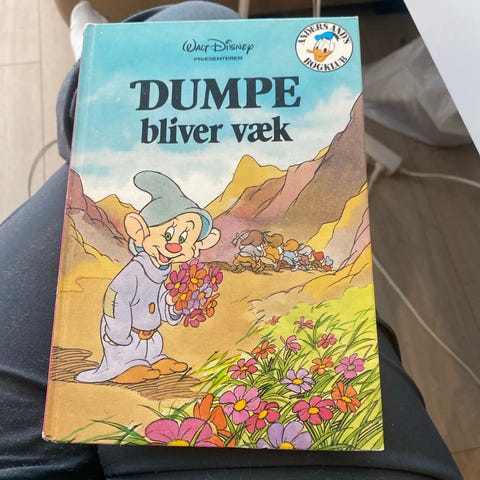 WALT DISNEY
PRÆSENTERER
ANDERS AND'S
BOGKLUB
DUMPE
bliver væk